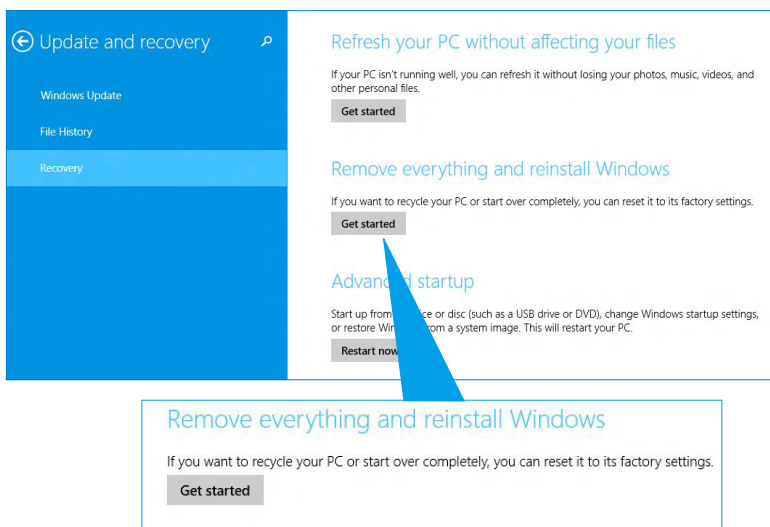 Update and recovery
Windows Update
File History
Recovery
Refresh your PC without affecting your files
If your PC isn't running well, you can refresh it without losing your photos, music, videos, and
other personal files.
Get started
Remove everything and reinstall Windows
If you want to recycle your PC or start over completely, you can reset it to its factory settings.
Get started
Advanced startup
Start up from ice or disc (such as a USB drive or DVD), change Windows startup settings,
or restore Win om a system image. This will restart your PC.
Restart now
Remove everything and reinstall Windows
If you want to recycle your PC or start over completely, you can reset it to its factory settings.
Get started